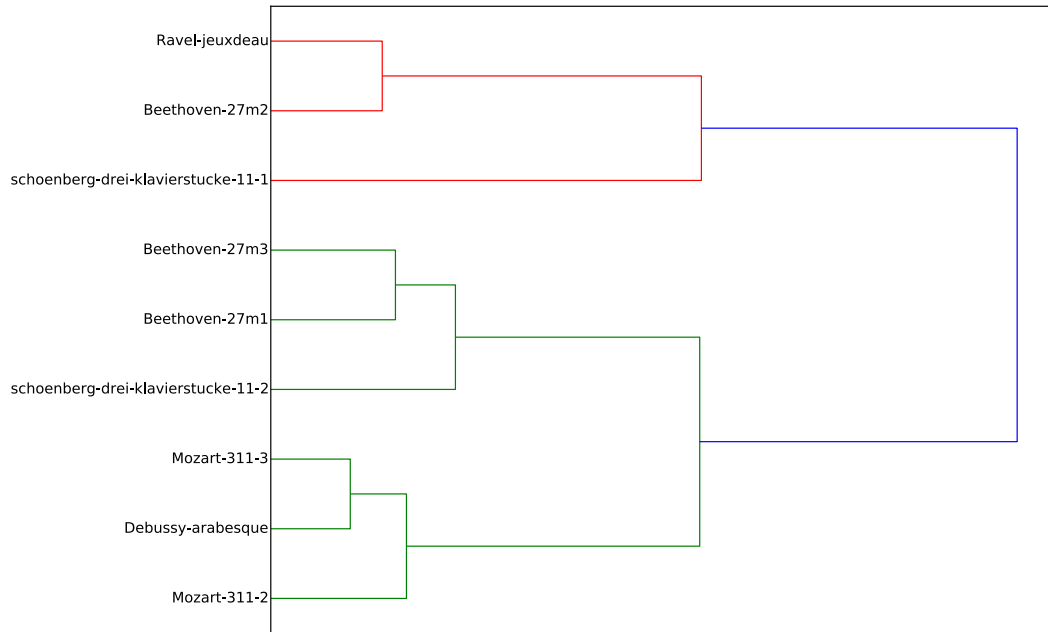 Ravel-jeuxdeau
Beethoven-27m2
schoenberg-drei-klavierstucke-11-1
Beethoven-27m3
Beethoven-27m1
schoenberg-drei-klavierstucke-11-2
Mozart-311-3
Debussy-arabesque
Mozart-311-2